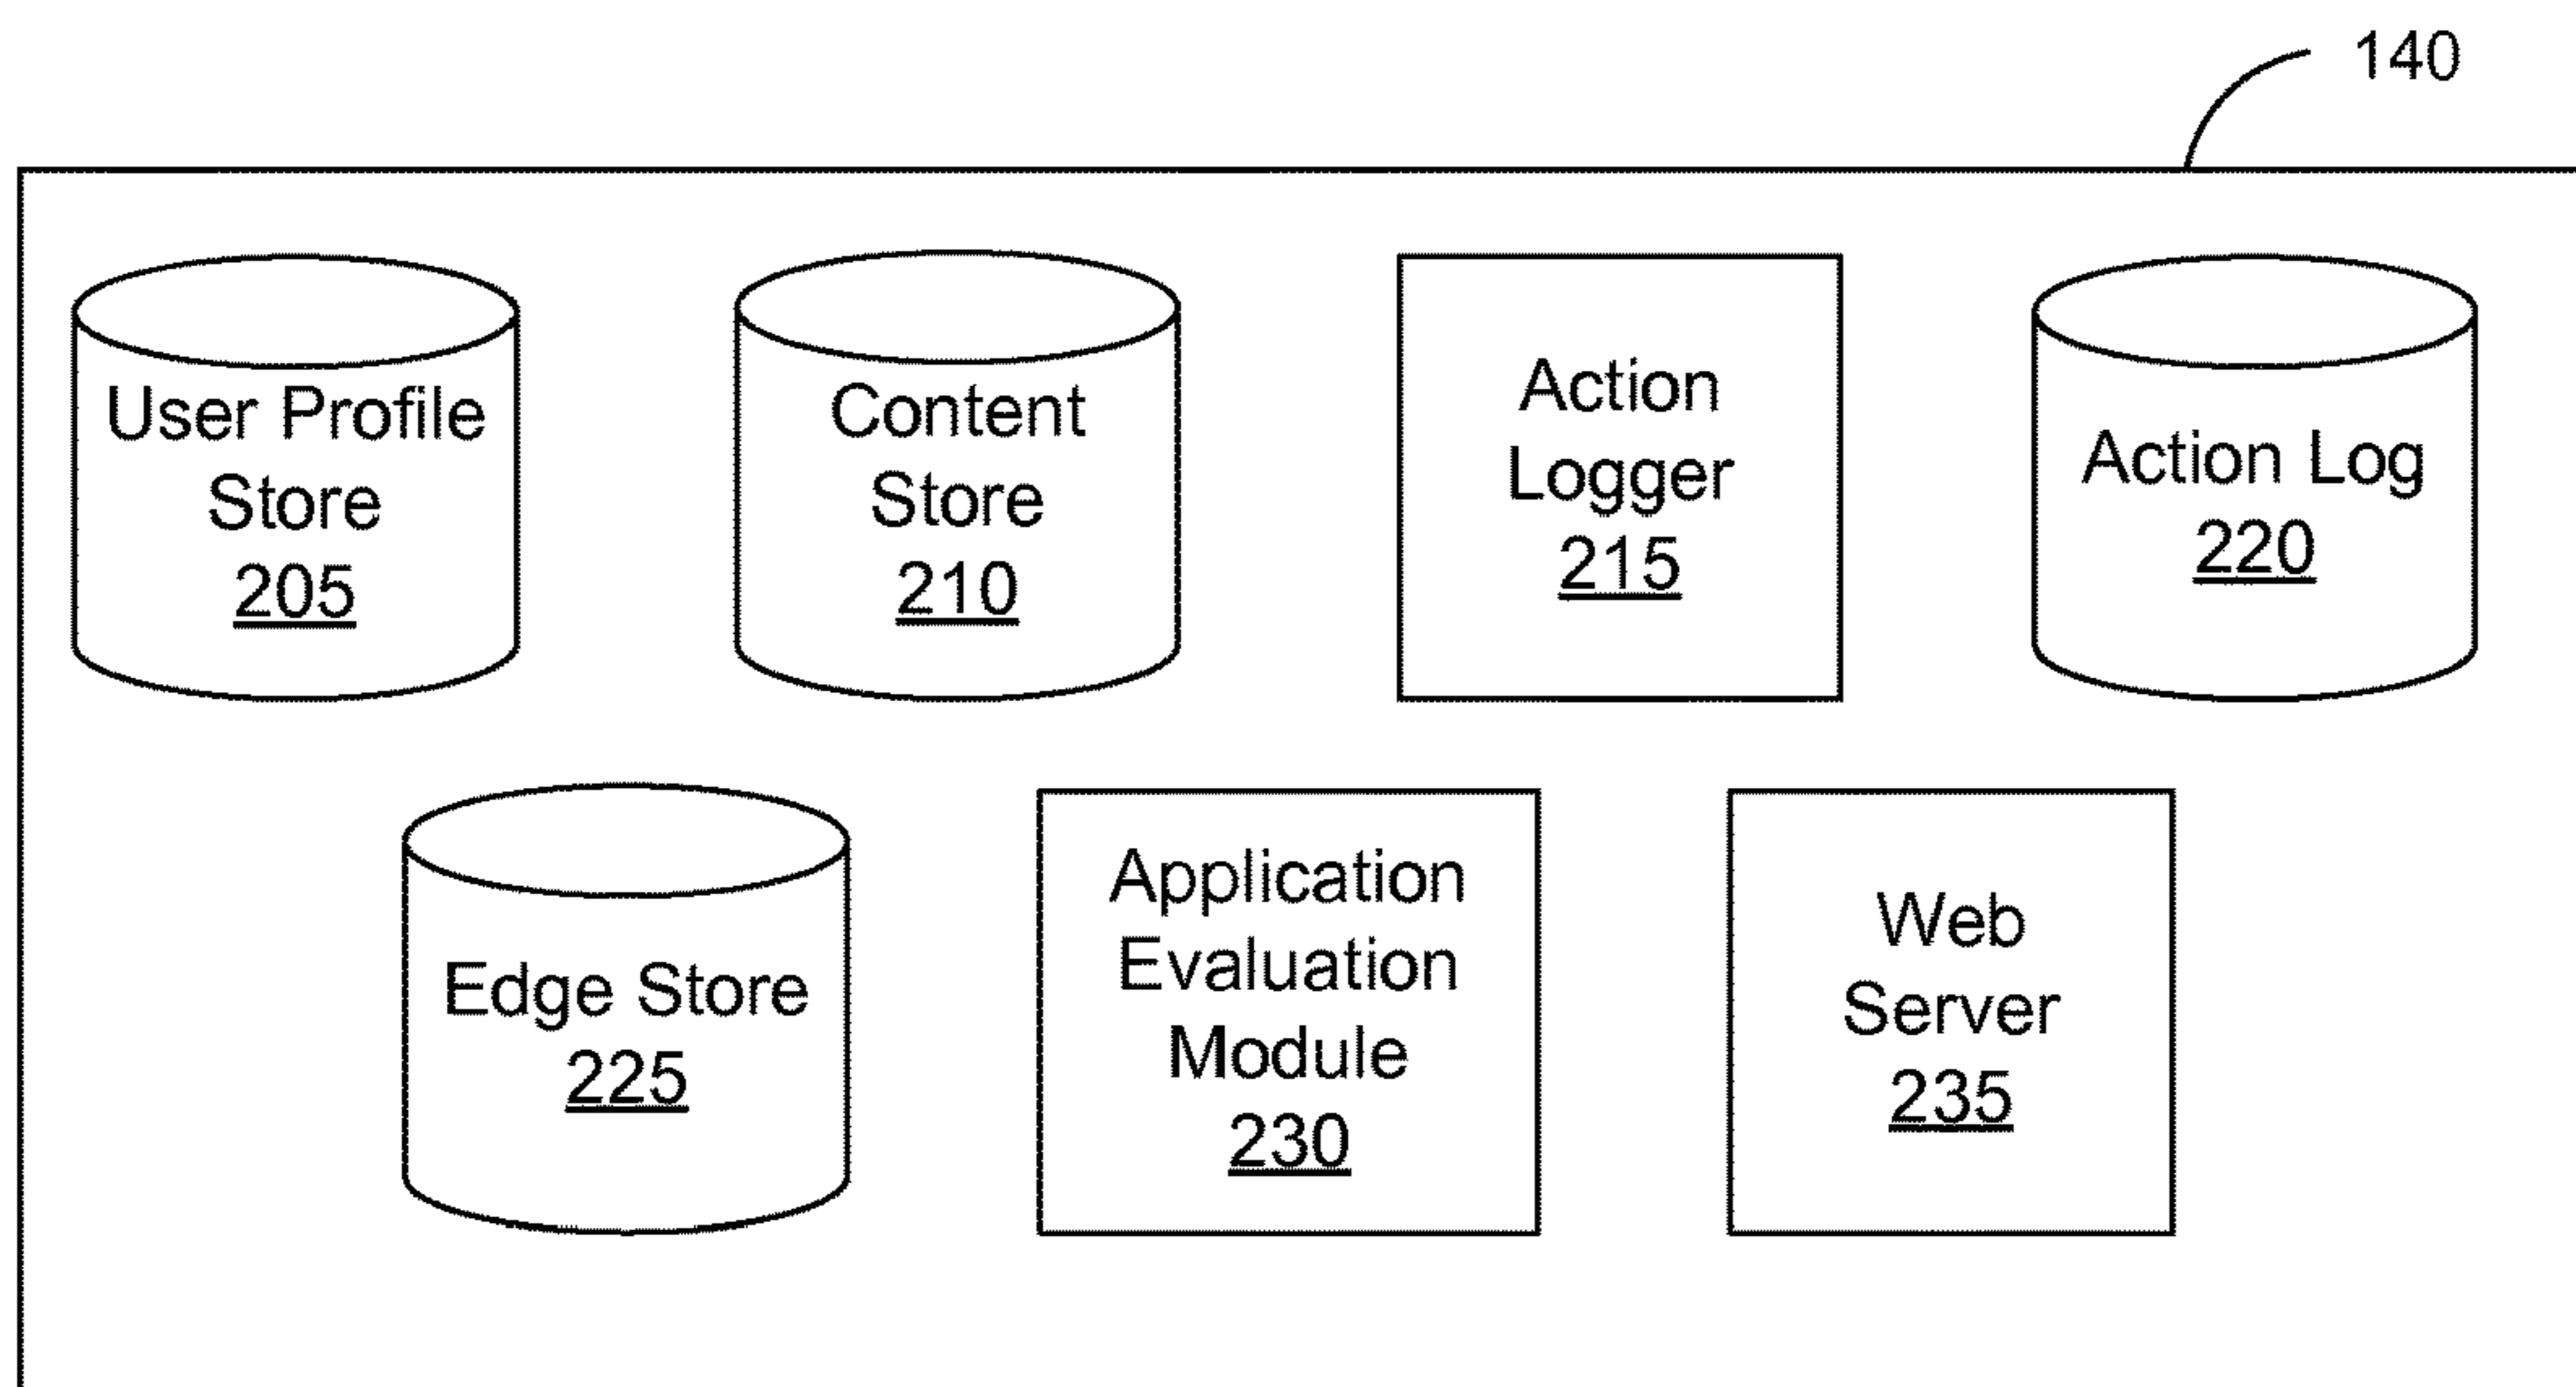 140
User Profile
Store
205
Content
Store
210
Action
Logger
215
Action Log
220
Edge Store
225
Application
Evaluation
Module
230
Web
Server
235